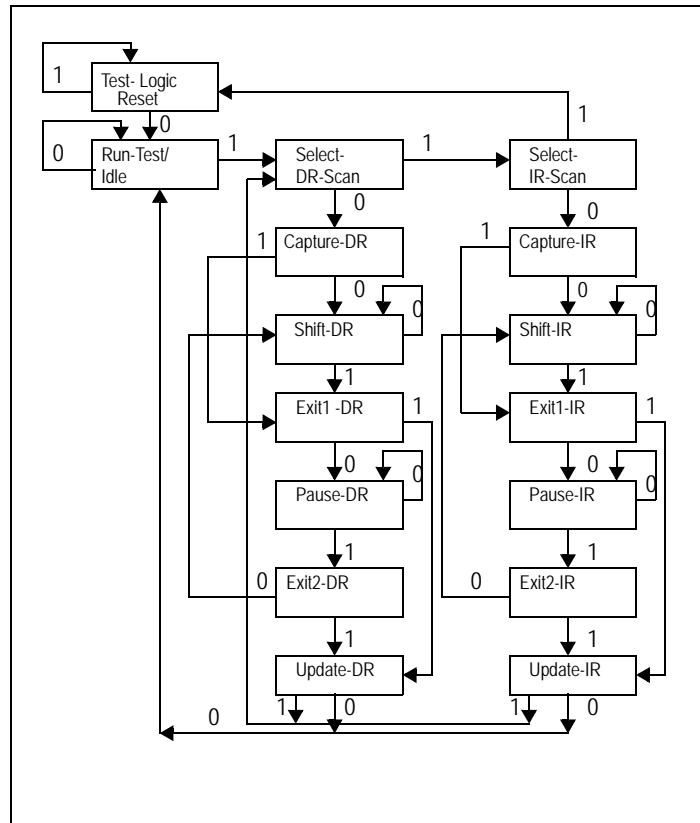 Test- Logic
Reset
1
0
1
0
Run-Test/
Idle
1
Select-
DR-Scan
1
Select-
IR-Scan
0
0
1
Capture-DR
1
Capture-IR
0
0
0
0
Shift-DR
Shift-IR
1
1
Exit1 -DR
1
Exit1-IR
1
0
0
0
0
Pause-DR
Pause-IR
1
1
0
Exit2-DR
0
Exit2-IR
1
1
Update-DR
Update-IR
1
0
1
0
0